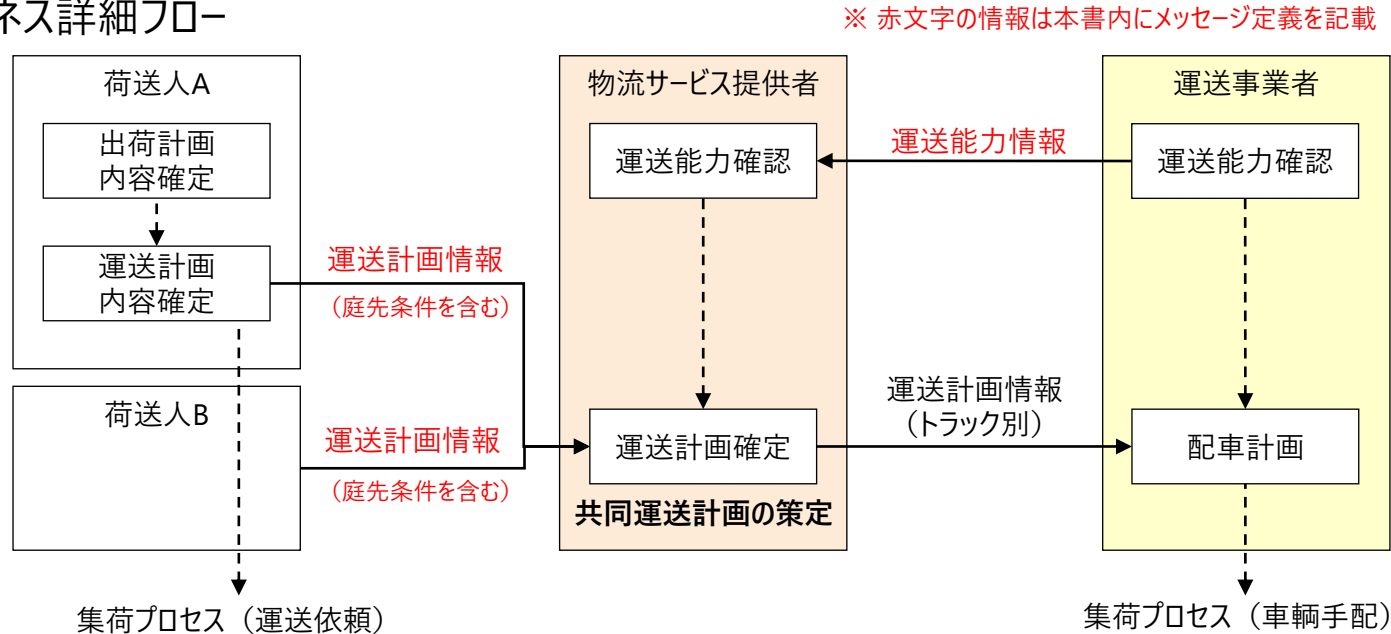 ネス詳細フロー
※ 赤文字の情報は本書内にメッセージ定義を記載
荷送人A
出荷計画
内容確定
運送計画
内容確定
運送計画情報
（庭先条件を含む）
荷送人B
運送計画情報
（庭先条件を含む）
集荷プロセス（運送依頼）
物流サービス提供者
運送能力確認
運送計画確定
共同運送計画の策定
運送能力情報
運送計画情報
（トラック別）
運送事業者
運送能力確認
配車計画
集荷プロセス（車輌手配）